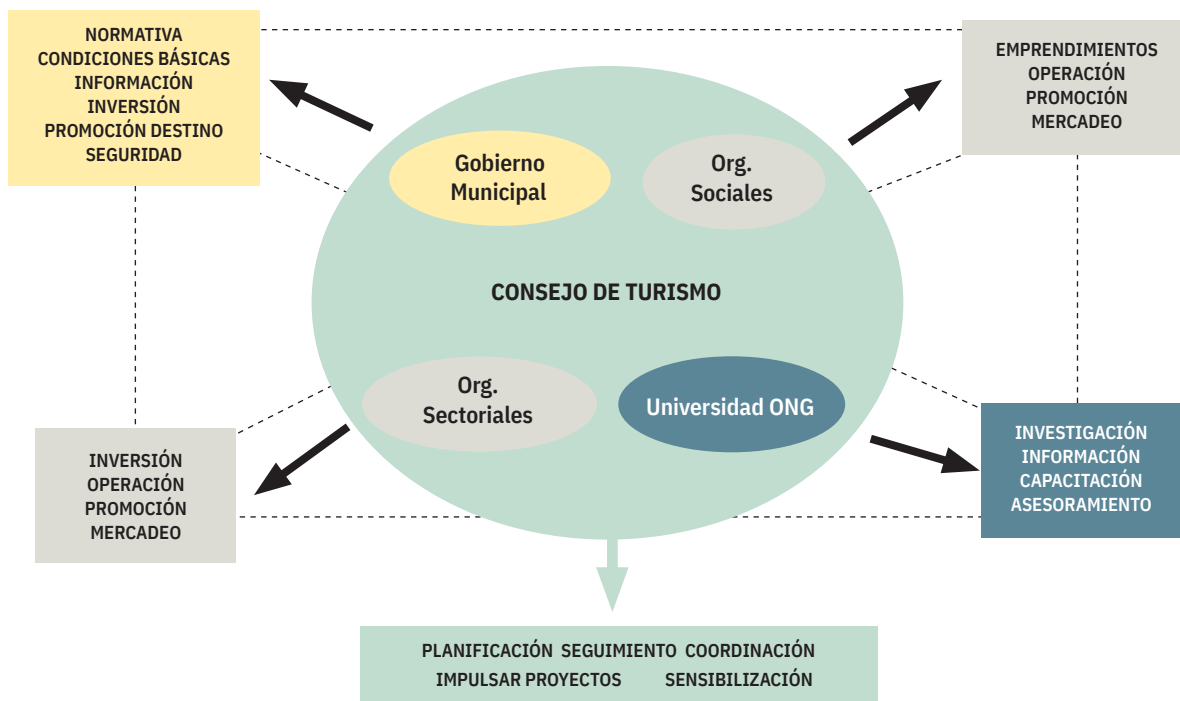 NORMATIVA
CONDICIONES BÁSICAS
INFORMACIÓN
INVERSIÓN
PROMOCIÓN DESTINO
SEGURIDAD
EMPRENDIMIENTOS
OPERACIÓN
PROMOCIÓN
MERCADEO
Gobierno
Municipal
Org.
Sociales
CONSEJO DE TURISMO
Org.
Sectoriales
Universidad ONG
INVERSIÓN
OPERACIÓN
PROMOCIÓN
MERCADEO
INVESTIGACIÓN
INFORMACIÓN
CAPACITACIÓN
ASESORAMIENTO
PLANIFICACIÓN SEGUIMIENTO COORDINACIÓN
IMPULSAR PROYECTOS SENSIBILIZACIÓN